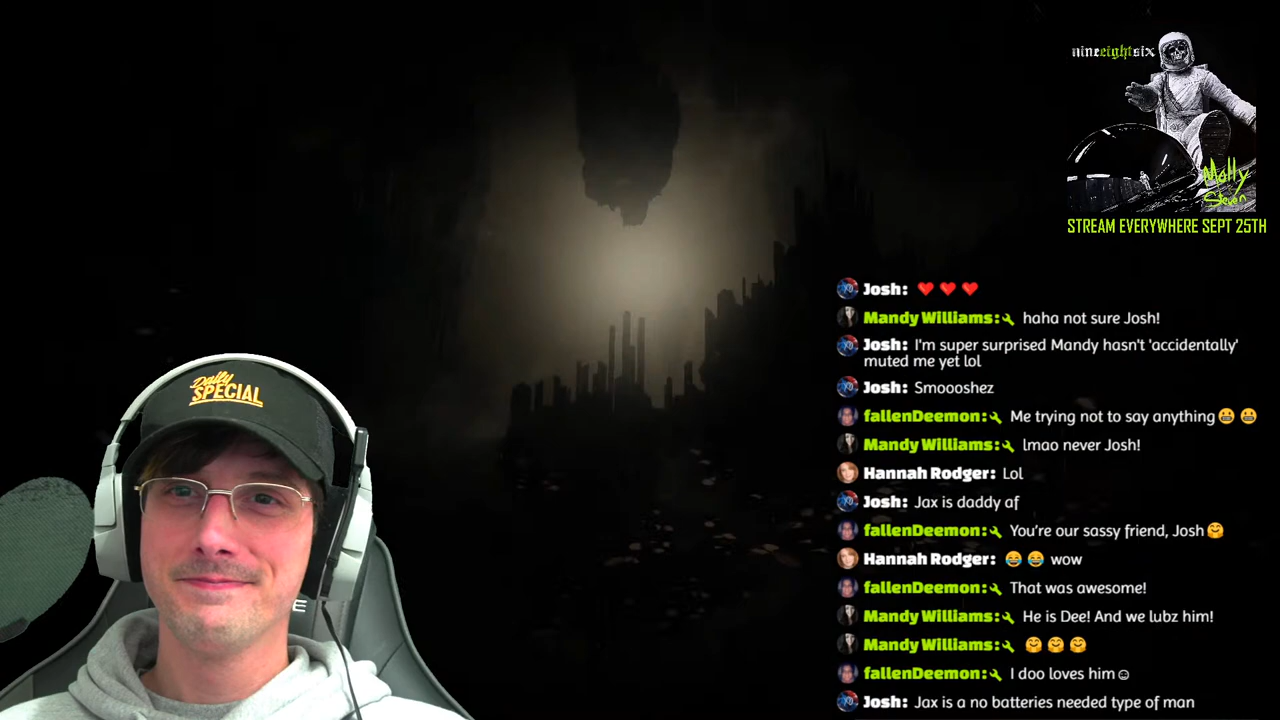 nineeightsix
Molly
Steven
STREAM EVERYWHERE SEPT 25TH
Josh: ❤️ ❤️ ❤️
Mandy Williams: haha not sure Josh!
Josh: I'm super surprised Mandy hasn't 'accidentally'
muted me yet lol
Josh: Smoooshez
fallenDeemon: Me trying not to say anything😬 😬
Mandy Williams: lmao never Josh!
Hannah Rodger: Lol
Josh: Jax is daddy af
fallenDeemon: You're our sassy friend, Josh🤗
Hannah Rodger: 😂 😂 wow
fallenDeemon: That was awesome!
Mandy Williams: He is Dee! And we lubz him!
Mandy Williams: 🤗 🤗 🤗
fallenDeemon: I doo loves him☺
Josh: Jax is a no batteries needed type of man
Daily
SPECIAL
E